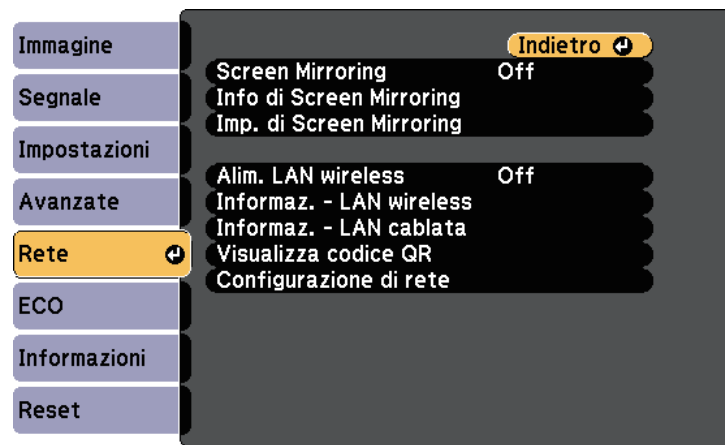 Immagine
Segnale
Impostazioni
Avanzate
Rete
ECO
Informazioni
Reset
Indietro
Screen Mirroring Off
Info di Screen Mirroring
Imp. di Screen Mirroring
Alim. LAN wireless Off
Informaz. - LAN wireless
Informaz. - LAN cablata
Visualizza codice QR
Configurazione di rete